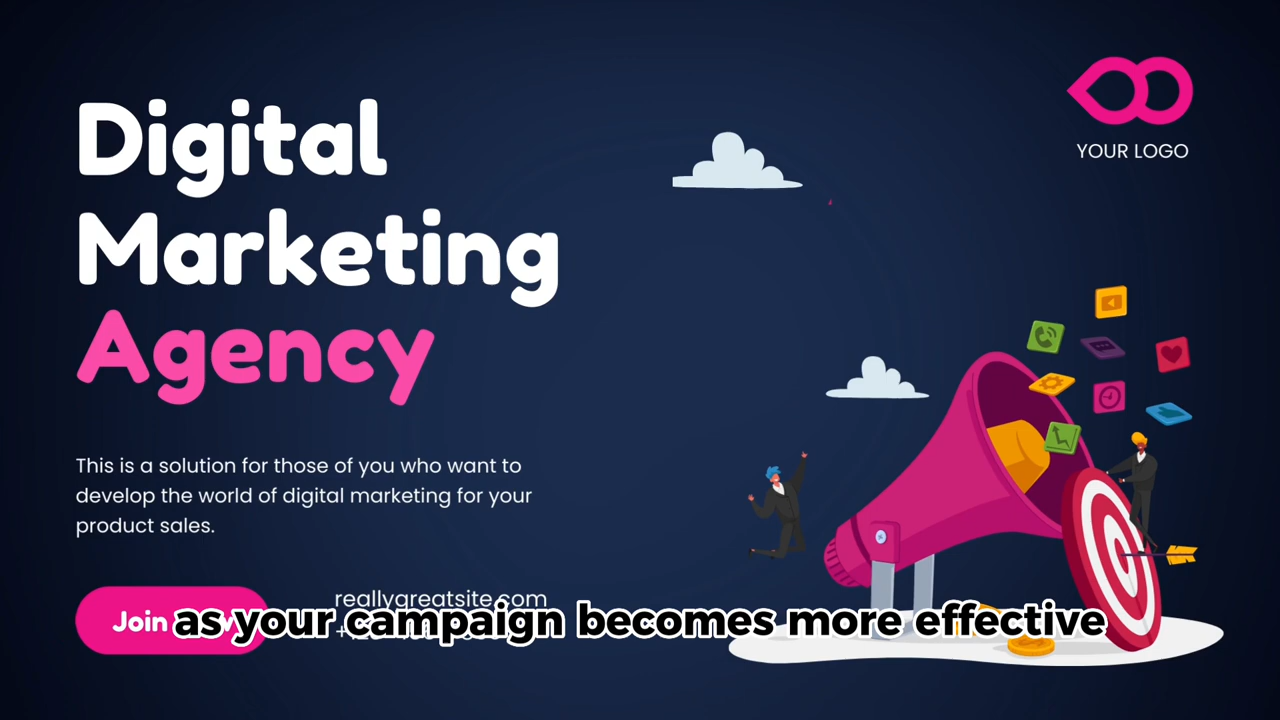 Digital
Marketing
Agency
YOUR LOGO
This is a solution for those of you who want to
develop the world of digital marketing for your
product sales.
Join
reallygreatsite.com
as your campaign becomes more effective